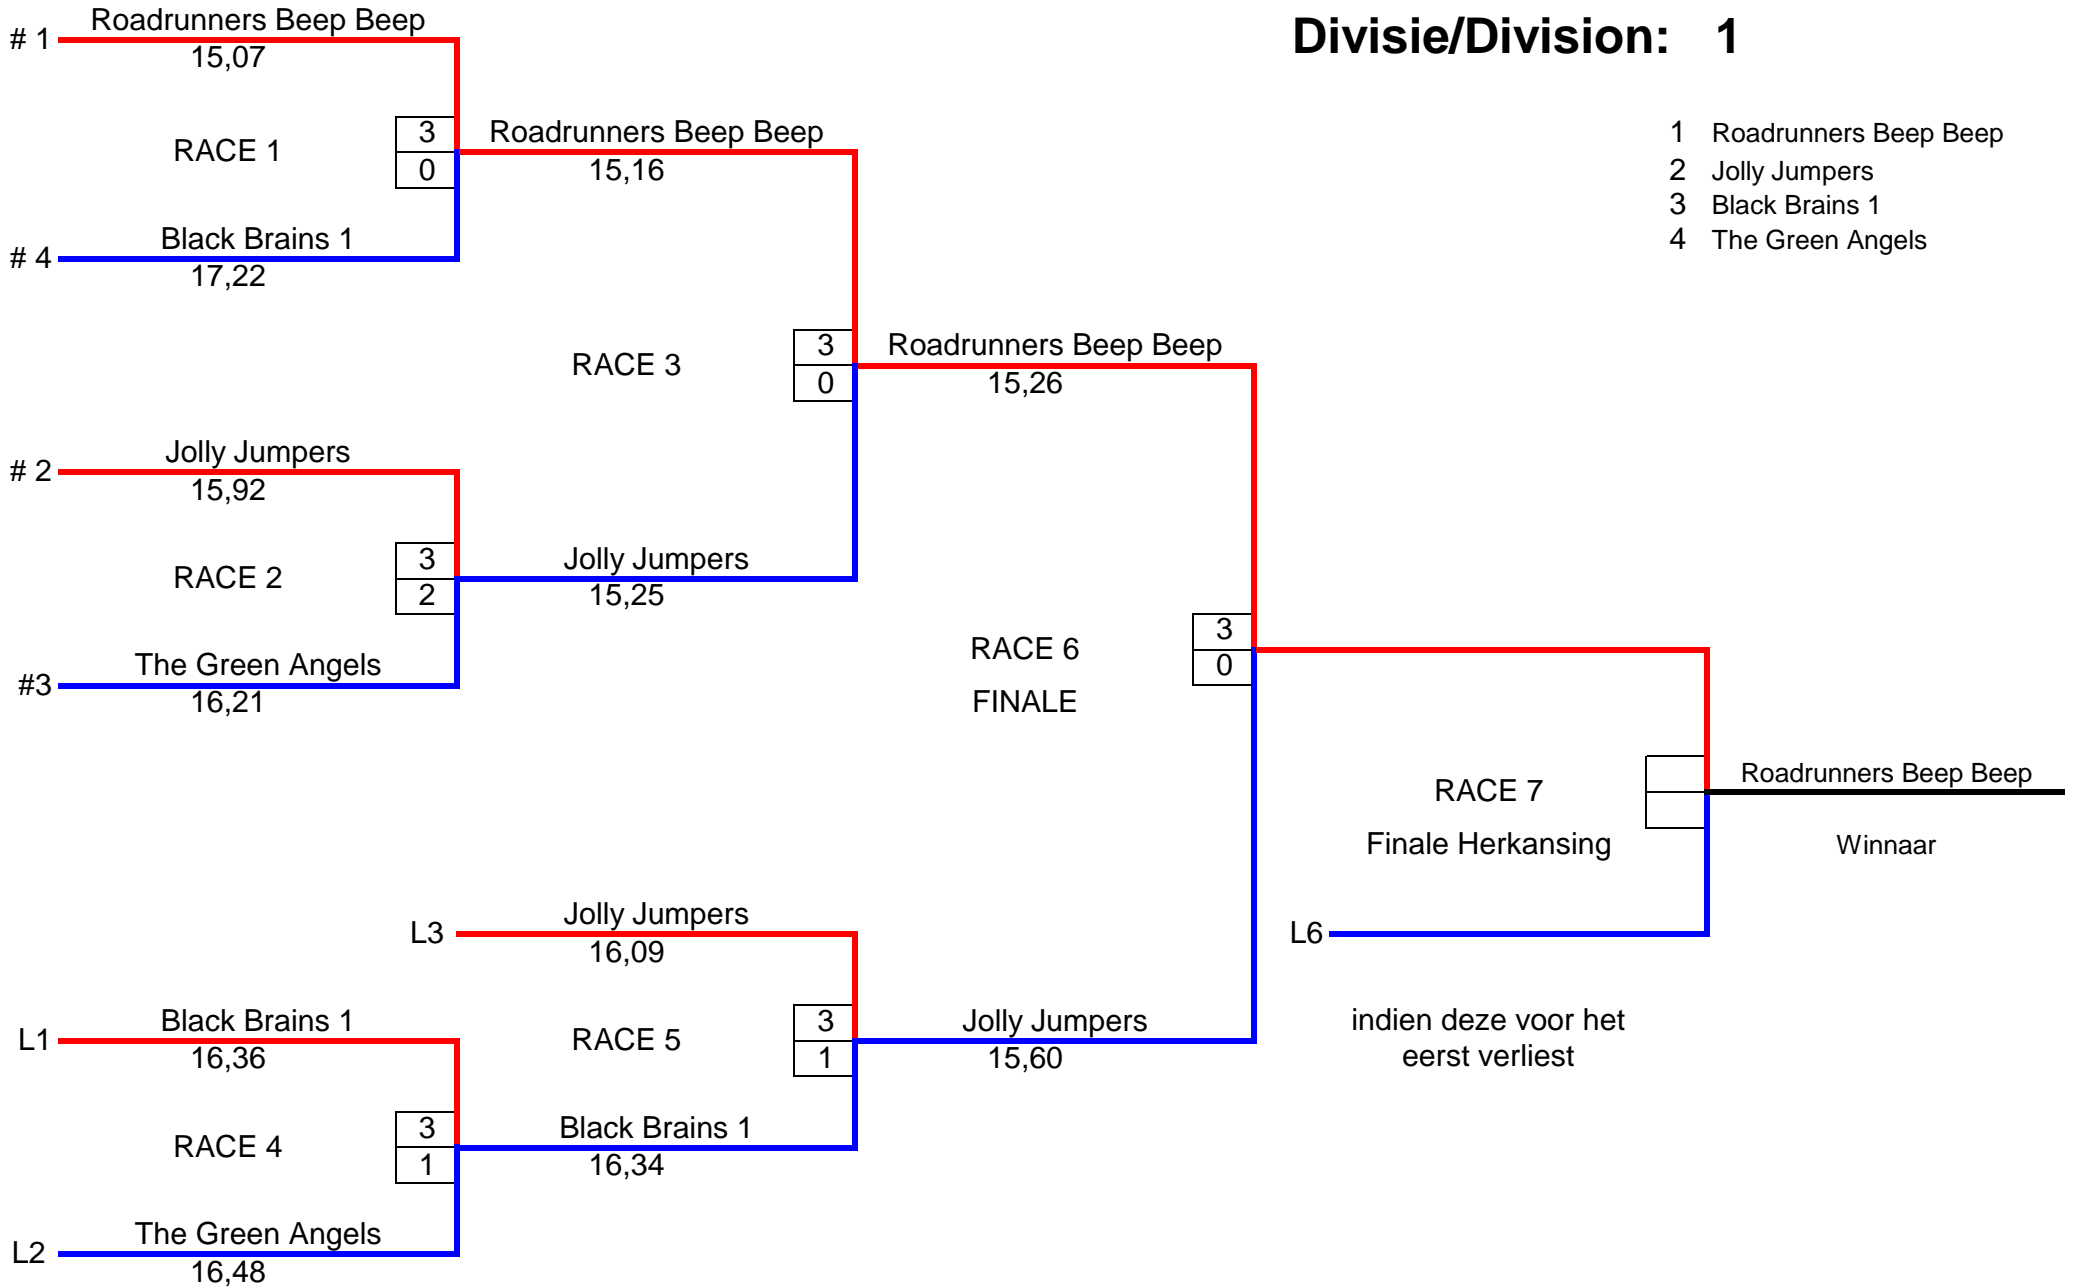 Divisie/Division: 1
1 Roadrunners Beep Beep
2 Jolly Jumpers
3 Black Brains 1
4 The Green Angels
# 1
Roadrunners Beep Beep
15,07
RACE 1
3
0
# 4
Black Brains 1
17,22
Roadrunners Beep Beep
15,16
# 2
Jolly Jumpers
15,92
RACE 2
3
2
#3
The Green Angels
16,21
Jolly Jumpers
15,25
RACE 3
3
0
Roadrunners Beep Beep
15,26
RACE 6
FINALE
3
0
L3
Jolly Jumpers
16,09
L1
Black Brains 1
16,36
RACE 4
3
1
L2
The Green Angels
16,48
RACE 5
3
1
Black Brains 1
16,34
Jolly Jumpers
15,60
RACE 7
Finale Herkansing
Roadrunners Beep Beep
Winnaar
L6
indien deze voor het
eerst verliest